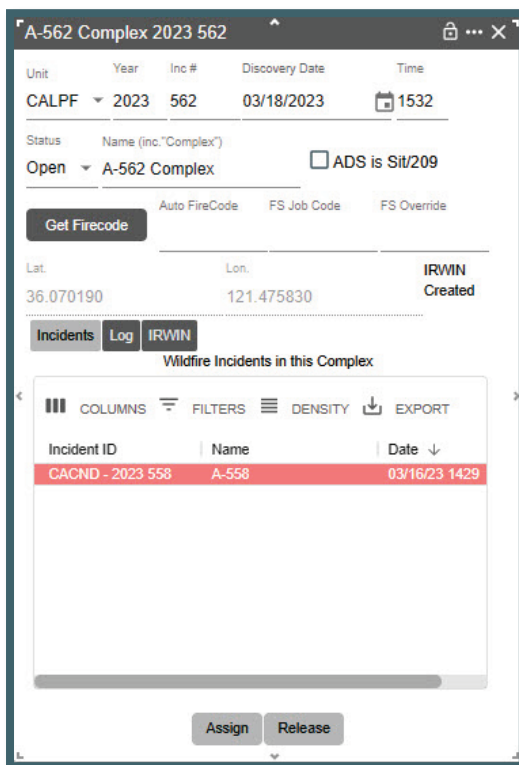 A-562 Complex 2023 562
Unit Year Inc # Discovery Date Time
CALPF 2023 562 03/18/2023 1532
Status Name (inc."Complex")
Open A-562 Complex ADS is Sit/209
Auto FireCode FS Job Code FS Override
Get Firecode
Lat. Lon. IRWIN
36.070190 121.475830 Created
Incidents Log IRWIN
Wildfire Incidents in this Complex
COLUMNS FILTERS DENSITY EXPORT
Incident ID Name Date
CACND - 2023 558 A-558 03/16/23 1429
Assign Release